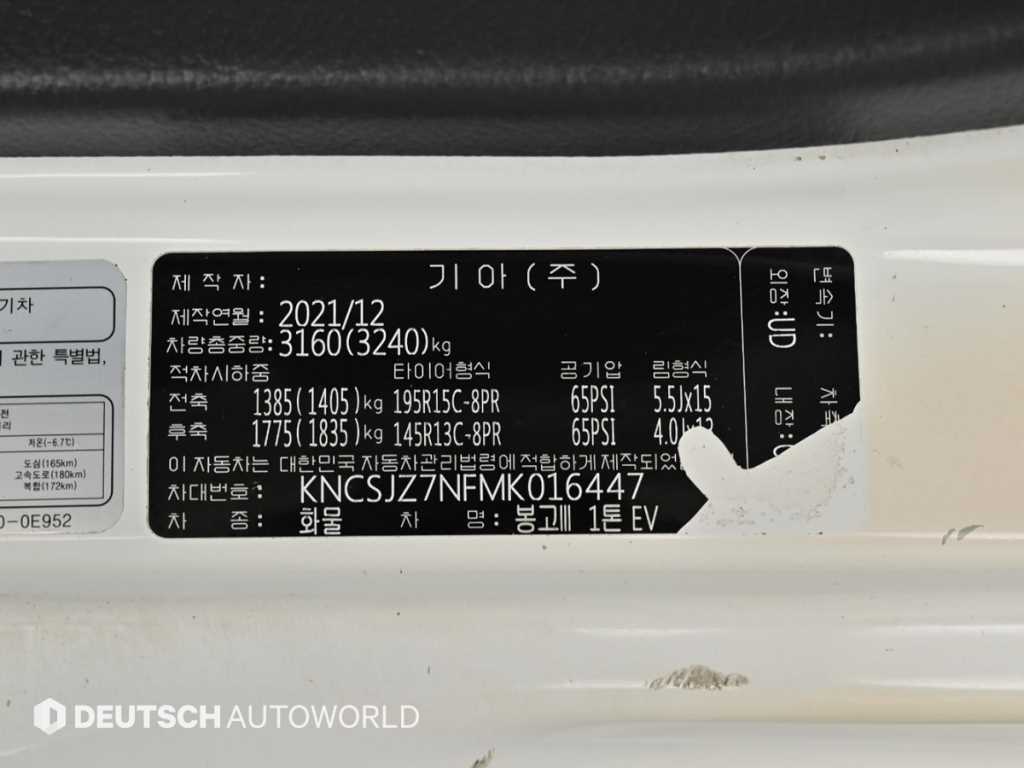 기차
관한 특별법,
저온(-6.7℃)
도심(165km)
고속도로(180km)
복합(172km)
0-0E952
제 작 자 : 기 아 ( 주 )
제작연월 : 2021/12
차량총중량: 3160(3240)kg
적차시하중 타이어형식 공기압 림형식
전축 1385(1405)kg 195R15C-8PR 65PSI 5.5Jx15
후축 1775(1835)kg 145R13C-8PR 65PSI 4.0Jx13
이 자동차는 대한민국 자동차관리법령에 적합하게 제작되었
차대번호: KNCSJZ7NFMK016447
차 종: 화물 차 명: 봉고Ⅲ 1톤 EV
변속기:
외장:UD
내장:
DEUTSCH AUTOWORLD